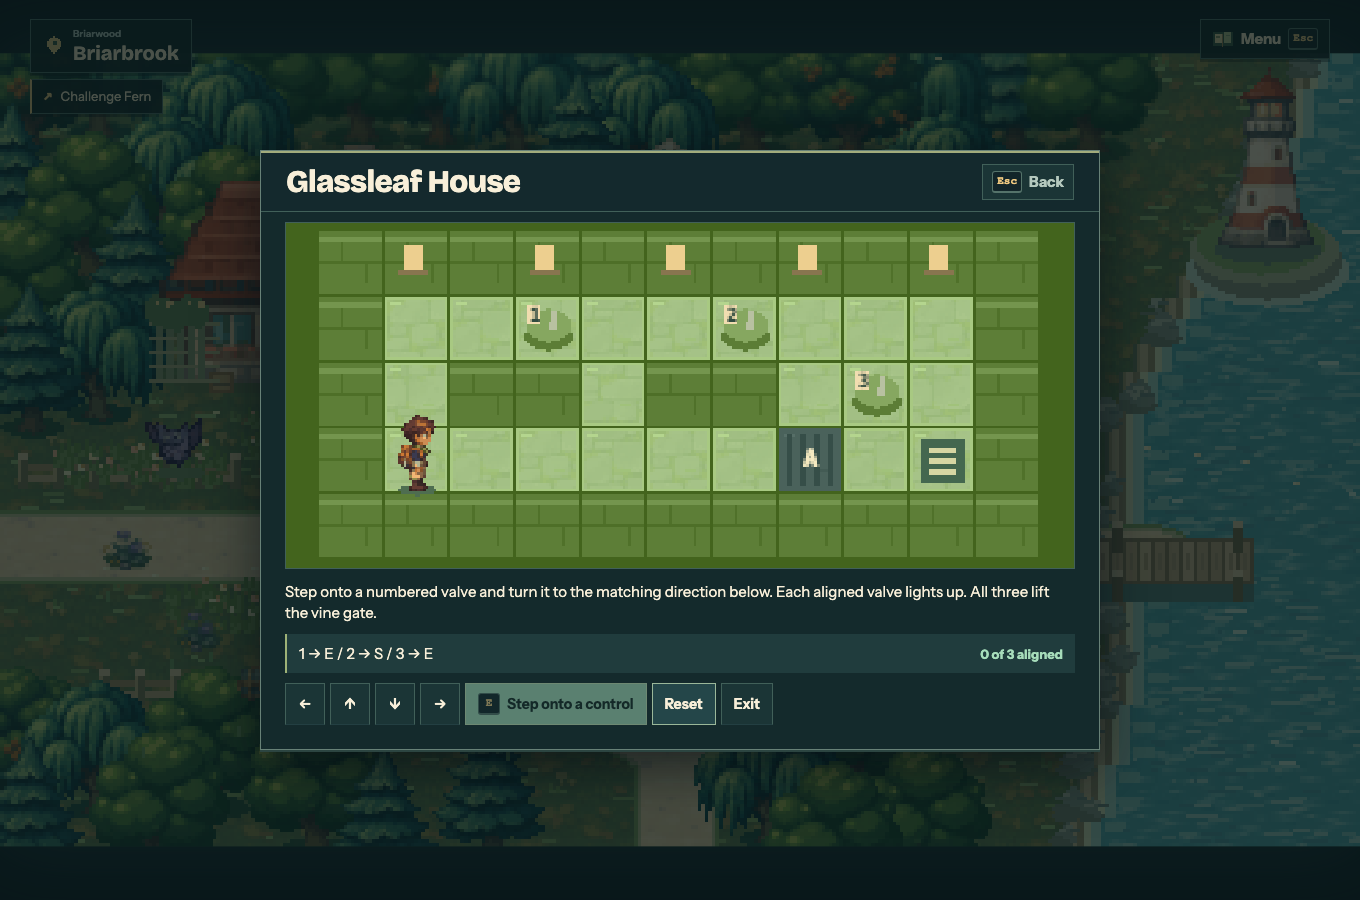 Briarwood
Briarbrook
Challenge Fern
Menu Esc
Glassleaf House
Esc Back
1
2
3
A
Step onto a numbered valve and turn it to the matching direction below. Each aligned valve lights up. All three lift
the vine gate.
1 → E / 2 → S / 3 → E
0 of 3 aligned
← ↑ ↓ → E Step onto a control Reset Exit